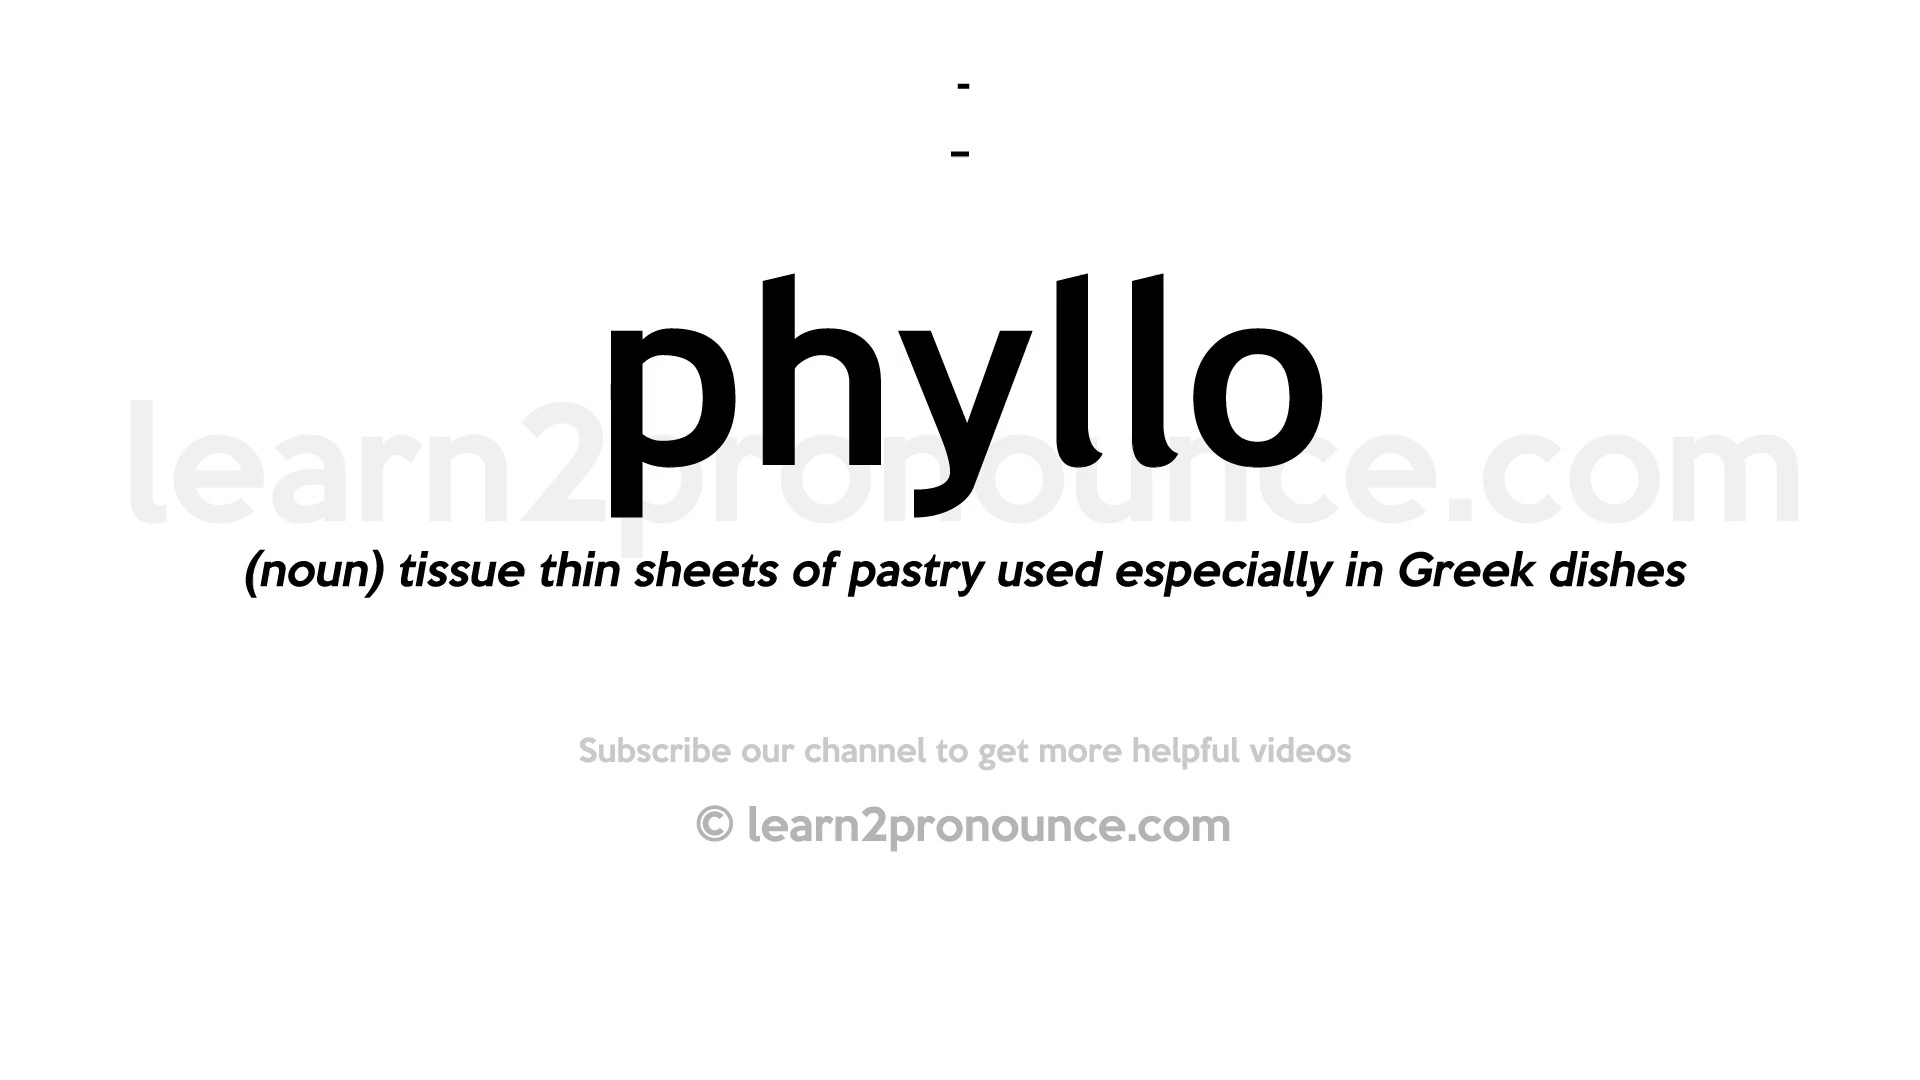 -
-
phyllo
learn2pronounce.com
(noun) tissue thin sheets of pastry used especially in Greek dishes
Subscribe our channel to get more helpful videos
© learn2pronounce.com